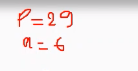 P = 29
a = 6